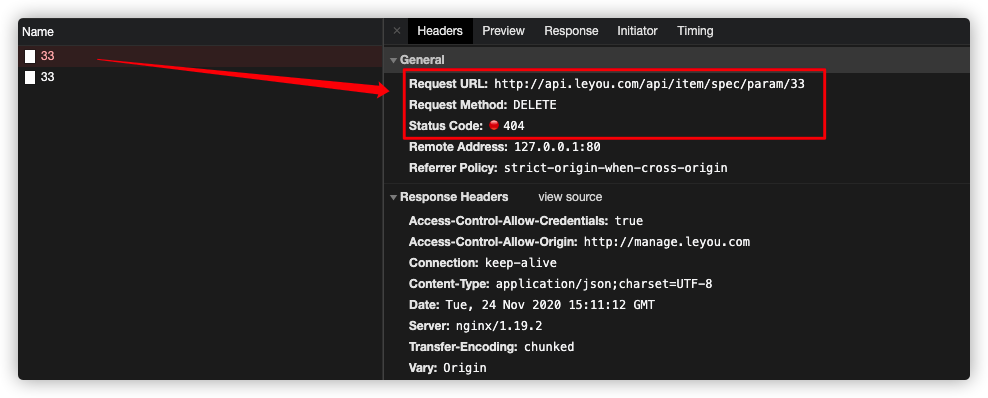 Name
33
33
× Headers Preview Response Initiator Timing
General
Request URL: http://api.leyou.com/api/item/spec/param/33
Request Method: DELETE
Status Code: 404
Remote Address: 127.0.0.1:80
Referrer Policy: strict-origin-when-cross-origin
Response Headers view source
Access-Control-Allow-Credentials: true
Access-Control-Allow-Origin: http://manage.leyou.com
Connection: keep-alive
Content-Type: application/json;charset=UTF-8
Date: Tue, 24 Nov 2020 15:11:12 GMT
Server: nginx/1.19.2
Transfer-Encoding: chunked
Vary: Origin